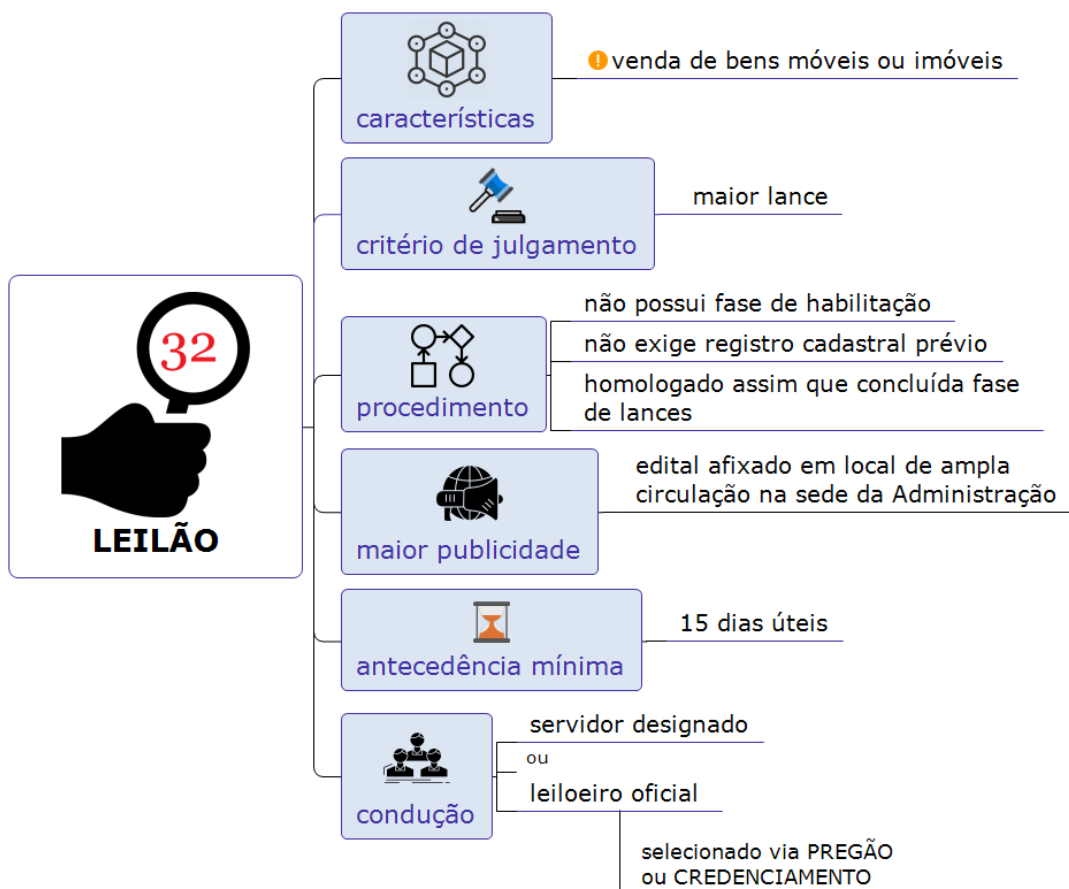 características
venda de bens móveis ou imóveis
critério de julgamento
maior lance
32
LEILÃO
procedimento
não possui fase de habilitação
não exige registro cadastral prévio
homologado assim que concluída fase
de lances
maior publicidade
edital afixado em local de ampla
circulação na sede da Administração
antecedência mínima
15 dias úteis
condução
servidor designado
ou
leiloeiro oficial
selecionado via PREGÃO
ou CREDENCIAMENTO